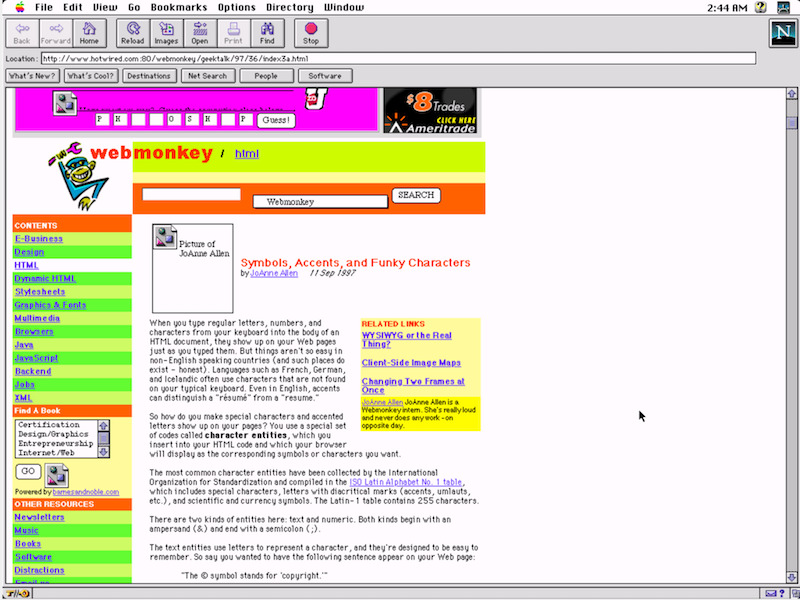 File Edit View Go Bookmarks Options Directory Window
2:44 AM
Back Forward Home Reload Images Open Print Find Stop
N
Location: http://www.hotwired.com:80/webmonkey/geektalk/97/36/index3a.html
What's New? What's Cool? Destinations Net Search People Software
P H O S H P Guess!
$8 Trades
CLICK HERE
Ameritrade
webmonkey / html
Webmonkey SEARCH
CONTENTS
E-Business
Design
HTML
Dynamic HTML
Stylesheets
Graphics & Fonts
Multimedia
Browsers
Java
JavaScript
Backend
Jobs
XML
Find A Book
Certification
Design/Graphics
Entrepreneurship
Internet/Web
GO
Powered by barnesandnoble.com
OTHER RESOURCES
Newsletters
Music
Books
Software
Distractions
Picture of
JoAnne Allen
Symbols, Accents, and Funky Characters
by JoAnne Allen 11 Sep 1997
When you type regular letters, numbers, and
characters from your keyboard into the body of an
HTML document, they show up on your Web pages
just as you typed them. But things aren't so easy in
non-English speaking countries (and such places do
exist - honest). Languages such as French, German,
and Icelandic often use characters that are not found
on your typical keyboard. Even in English, accents
can distinguish a "résumé" from a "resume."
So how do you make special characters and accented
letters show up on your pages? You use a special set
of codes called character entities, which you
insert into your HTML code and which your browser
will display as the corresponding symbols or characters you want.
The most common character entities have been collected by the International
Organization for Standardization and compiled in the ISO Latin Alphabet No. 1 table,
which includes special characters, letters with diacritical marks (accents, umlauts,
etc.), and scientific and currency symbols. The Latin-1 table contains 255 characters.
There are two kinds of entities here: text and numeric. Both kinds begin with an
ampersand (&) and end with a semicolon (;).
The text entities use letters to represent a character, and they're designed to be easy to
remember. So say you wanted to have the following sentence appear on your Web page:
"The © symbol stands for 'copyright.'"
RELATED LINKS
WYSIWYG or the Real
Thing?
Client-Side Image Maps
Changing Two Frames at
Once
JoAnne Allen JoAnne Allen is a
Webmonkey intern. She's really loud
and never does any work - on
opposite day.